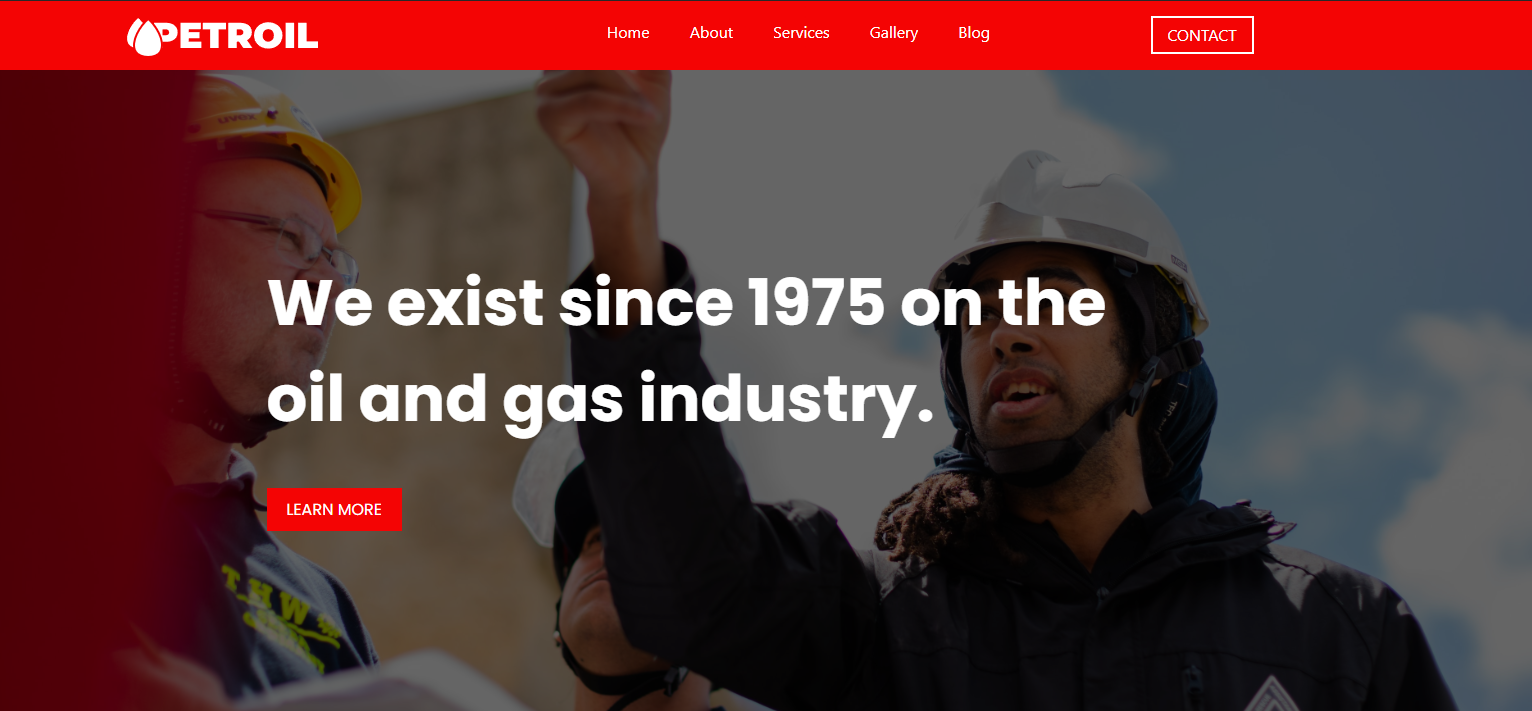 PETROIL
Home
About
Services
Gallery
Blog
CONTACT
uvex
We exist since 1975 on the
oil and gas industry.
LEARN MORE
T.H.W